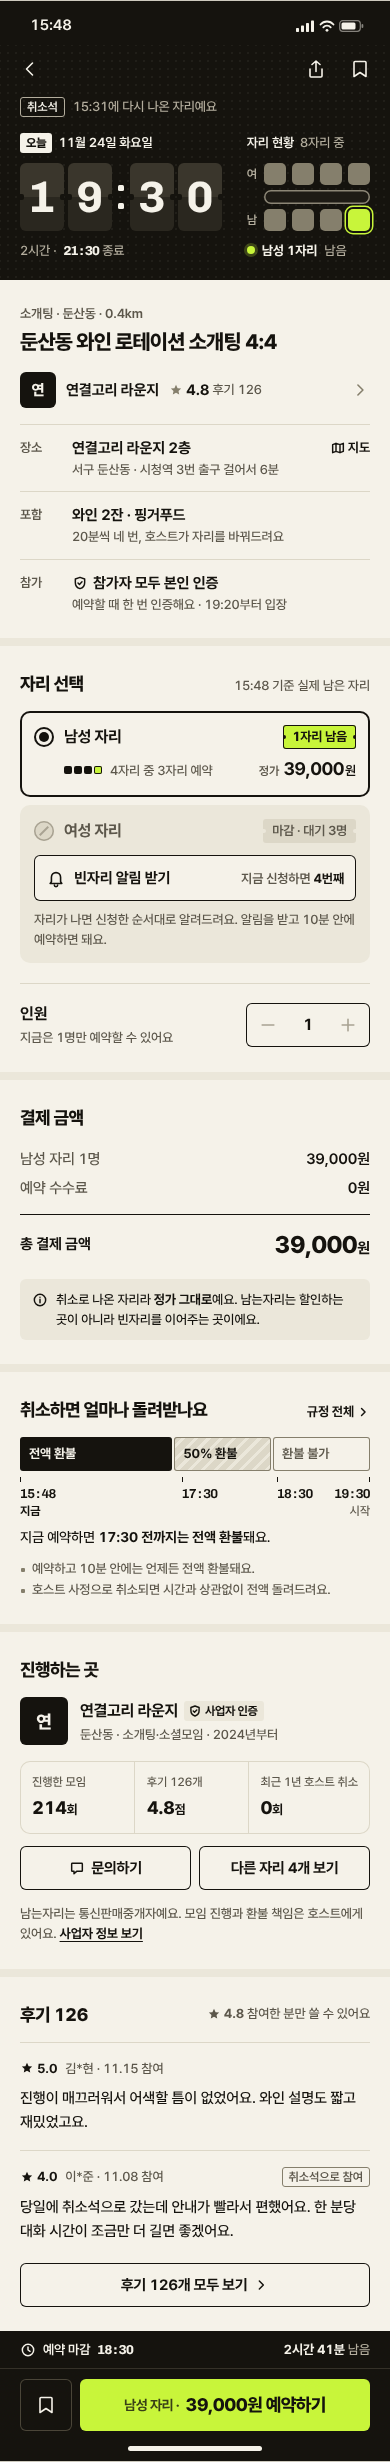 15:48
취소석 15:31에 다시 나온 자리예요
오늘 11월 24일 화요일
자리 현황 8자리 중
19:30
여
남
2시간 · 21:30 종료
남성 1자리 남음
소개팅 · 둔산동 · 0.4km
둔산동 와인 로테이션 소개팅 4:4
연 연결고리 라운지 ★ 4.8 후기 126
장소 연결고리 라운지 2층 지도
서구 둔산동 · 시청역 3번 출구 걸어서 6분
포함 와인 2잔 · 핑거푸드
20분씩 네 번, 호스트가 자리를 바꿔드려요
참가 참가자 모두 본인 인증
예약할 때 한 번 인증해요 · 19:20부터 입장
자리 선택 15:48 기준 실제 남은 자리
남성 자리 1자리 남음
4자리 중 3자리 예약 정가 39,000원
여성 자리 마감 · 대기 3명
빈자리 알림 받기 지금 신청하면 4번째
자리가 나면 신청한 순서대로 알려드려요. 알림을 받고 10분 안에
예약하면 돼요.
인원
지금은 1명만 예약할 수 있어요
− 1 +
결제 금액
남성 자리 1명 39,000원
예약 수수료 0원
총 결제 금액 39,000원
취소로 나온 자리라 정가 그대로예요. 남는자리는 할인하는
곳이 아니라 빈자리를 이어주는 곳이에요.
취소하면 얼마나 돌려받나요 규정 전체
전액 환불 50% 환불 환불 불가
15:48 17:30 18:30 19:30
지금 시작
지금 예약하면 17:30 전까지는 전액 환불돼요.
예약하고 10분 안에는 언제든 전액 환불돼요.
호스트 사정으로 취소되면 시간과 상관없이 전액 돌려드려요.
진행하는 곳
연 연결고리 라운지 사업자 인증
둔산동 · 소개팅·소셜모임 · 2024년부터
진행한 모임 후기 126개 최근 1년 호스트 취소
214회 4.8점 0회
문의하기 다른 자리 4개 보기
남는자리는 통신판매중개자예요. 모임 진행과 환불 책임은 호스트에게
있어요. 사업자 정보 보기
후기 126 ★ 4.8 참여한 분만 쓸 수 있어요
★ 5.0 김*현 · 11.15 참여
진행이 매끄러워서 어색할 틈이 없었어요. 와인 설명도 짧고
재밌었고요.
★ 4.0 이*준 · 11.08 참여 취소석으로 참여
당일에 취소석으로 갔는데 안내가 빨라서 편했어요. 한 분당
대화 시간이 조금만 더 길면 좋겠어요.
후기 126개 모두 보기
예약 마감 18:30 2시간 41분 남음
남성 자리 · 39,000원 예약하기